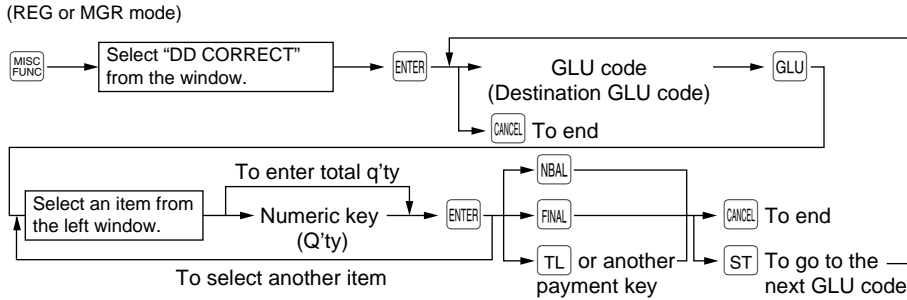 (REG or MGR mode)
MISC
FUNC
Select “DD CORRECT”
from the window.
ENTER
GLU code
(Destination GLU code)
GLU
CANCEL To end
Select an item from
the left window.
To enter total q'ty
Numeric key
(Q'ty)
ENTER
To select another item
NBAL
FINAL
TL or another
payment key
CANCEL To end
ST To go to the
next GLU code